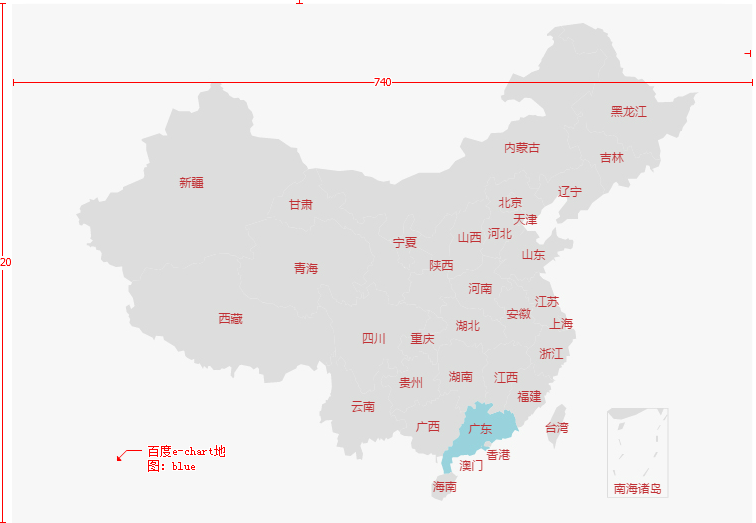 740
黑龙江
内蒙古
吉林
新疆
辽宁
甘肃
北京
天津
河北
山西
宁夏
山东
陕西
青海
河南
江苏
安徽
西藏
上海
湖北
四川
重庆
浙江
湖南
江西
贵州
福建
云南
广西
广东
台湾
香港
澳门
海南
南海诸岛
20
百度e-chart地
图: blue